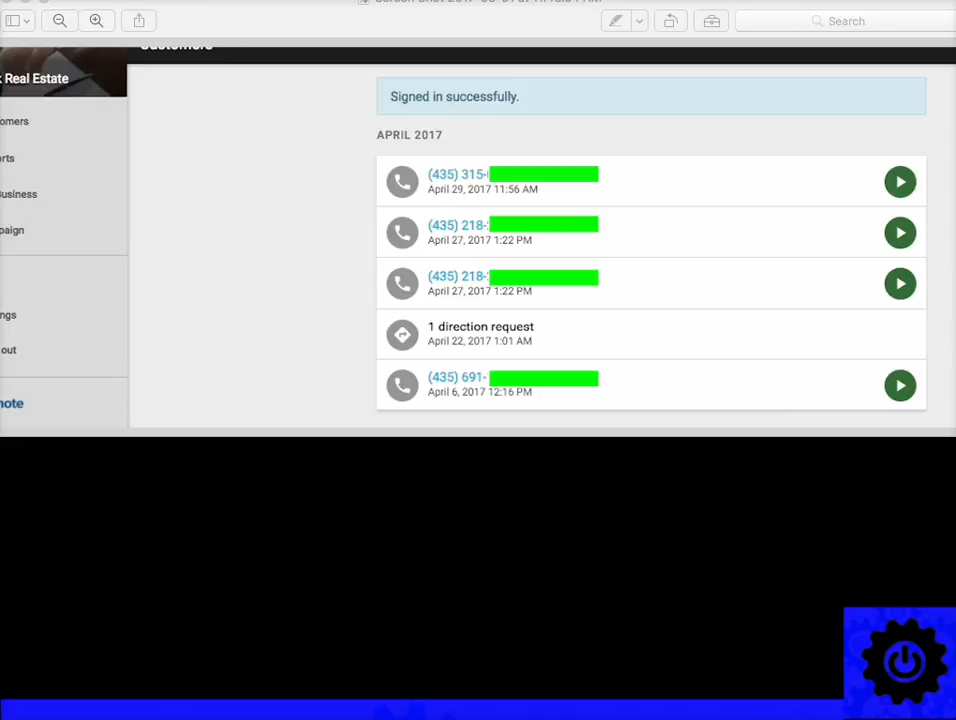 Search
Customers
k Real Estate
omers
orts
Business
paign
ngs
out
note
Signed in successfully.
APRIL 2017
(435) 315-
April 29, 2017 11:56 AM
(435) 218-
April 27, 2017 1:22 PM
(435) 218-
April 27, 2017 1:22 PM
1 direction request
April 22, 2017 1:01 AM
(435) 691-
April 6, 2017 12:16 PM